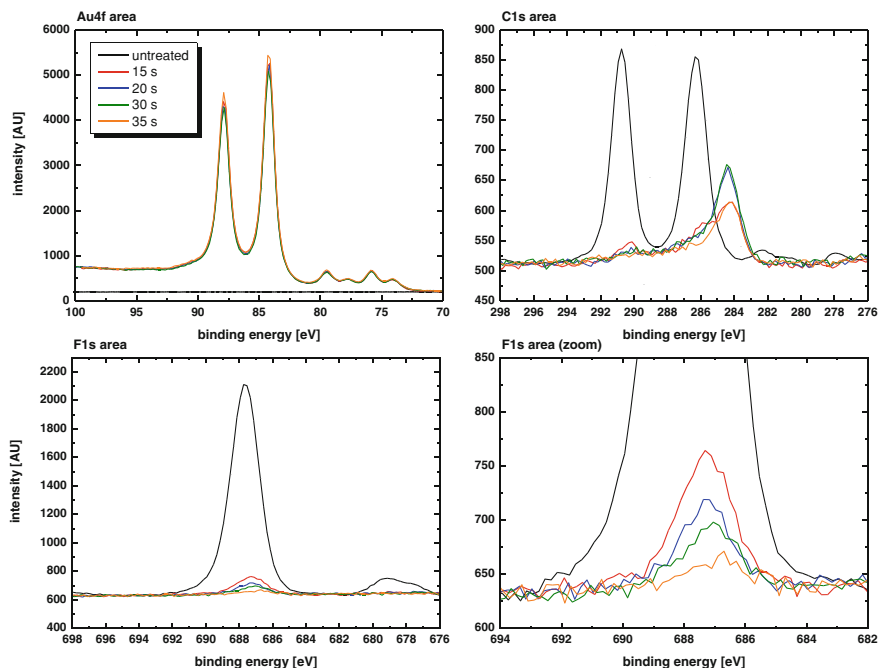 Au4f area
C1s area
6000
5000
4000
3000
2000
1000
0
intensity [AU]
untreated
15 s
20 s
30 s
35 s
100 95 90 85 80 75 70
binding energy [eV]
900
850
800
750
700
650
600
550
500
450
298 296 294 292 290 288 286 284 282 280 278 276
binding energy [eV]
F1s area
F1s area (zoom)
2200
2000
1800
1600
1400
1200
1000
800
600
400
intensity [AU]
698 696 694 692 690 688 686 684 682 680 678 676
binding energy [eV]
850
800
750
700
650
600
694 692 690 688 686 684 682
binding energy [eV]